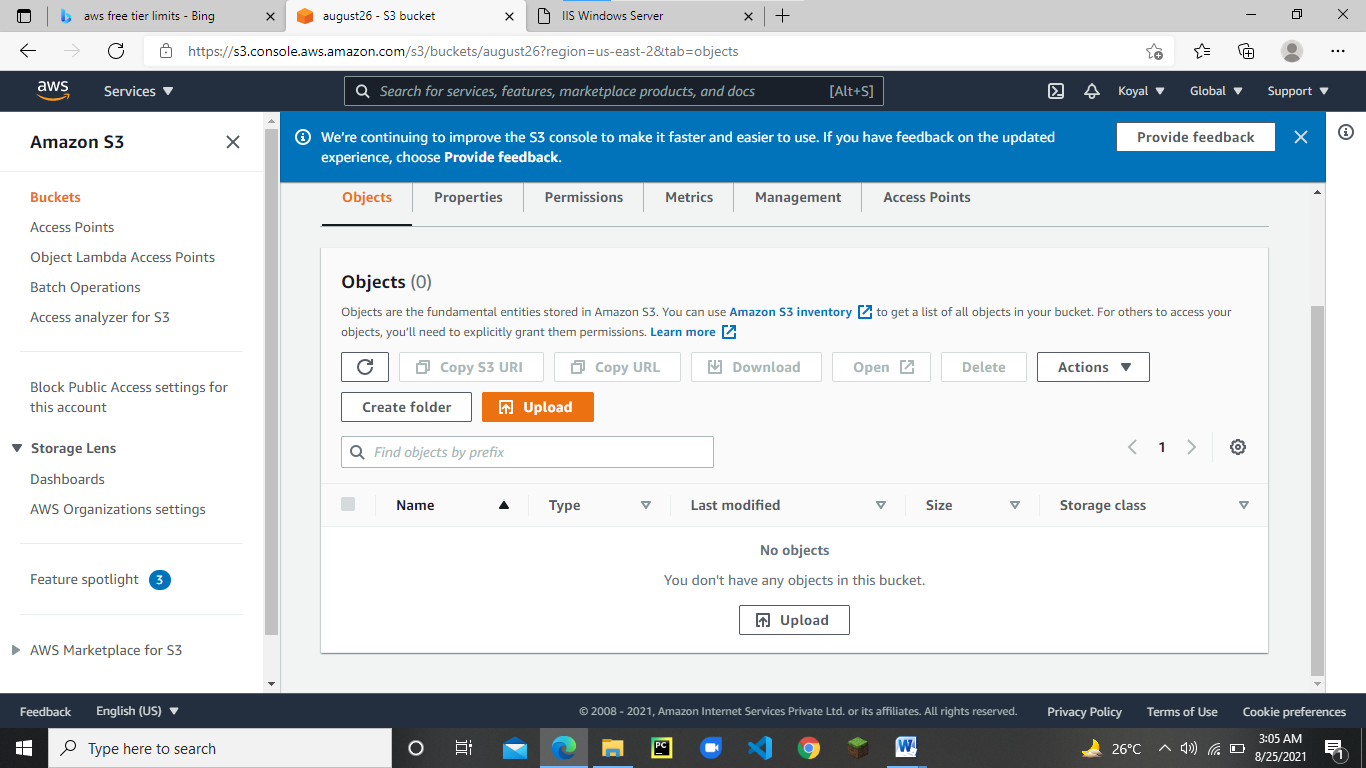 aws free tier limits - Bing
august26 - S3 bucket
IIS Windows Server
https://s3.console.aws.amazon.com/s3/buckets/august26?region=us-east-2&tab=objects
aws
Services
Search for services, features, marketplace products, and docs
[Alt+S]
Koyal
Global
Support
Amazon S3
Buckets
Access Points
Object Lambda Access Points
Batch Operations
Access analyzer for S3
Block Public Access settings for
this account
Storage Lens
Dashboards
AWS Organizations settings
Feature spotlight 3
AWS Marketplace for S3
We're continuing to improve the S3 console to make it faster and easier to use. If you have feedback on the updated
experience, choose Provide feedback.
Provide feedback
Objects
Properties
Permissions
Metrics
Management
Access Points
Objects (0)
Objects are the fundamental entities stored in Amazon S3. You can use Amazon S3 inventory to get a list of all objects in your bucket. For others to access your
objects, you'll need to explicitly grant them permissions. Learn more
Copy S3 URI
Copy URL
Download
Open
Delete
Actions
Create folder
Upload
Find objects by prefix
1
Name
Type
Last modified
Size
Storage class
No objects
You don't have any objects in this bucket.
Upload
Feedback
English (US)
© 2008 - 2021, Amazon Internet Services Private Ltd. or its affiliates. All rights reserved.
Privacy Policy
Terms of Use
Cookie preferences
Type here to search
PC
W
26°C
3:05 AM
8/25/2021
1